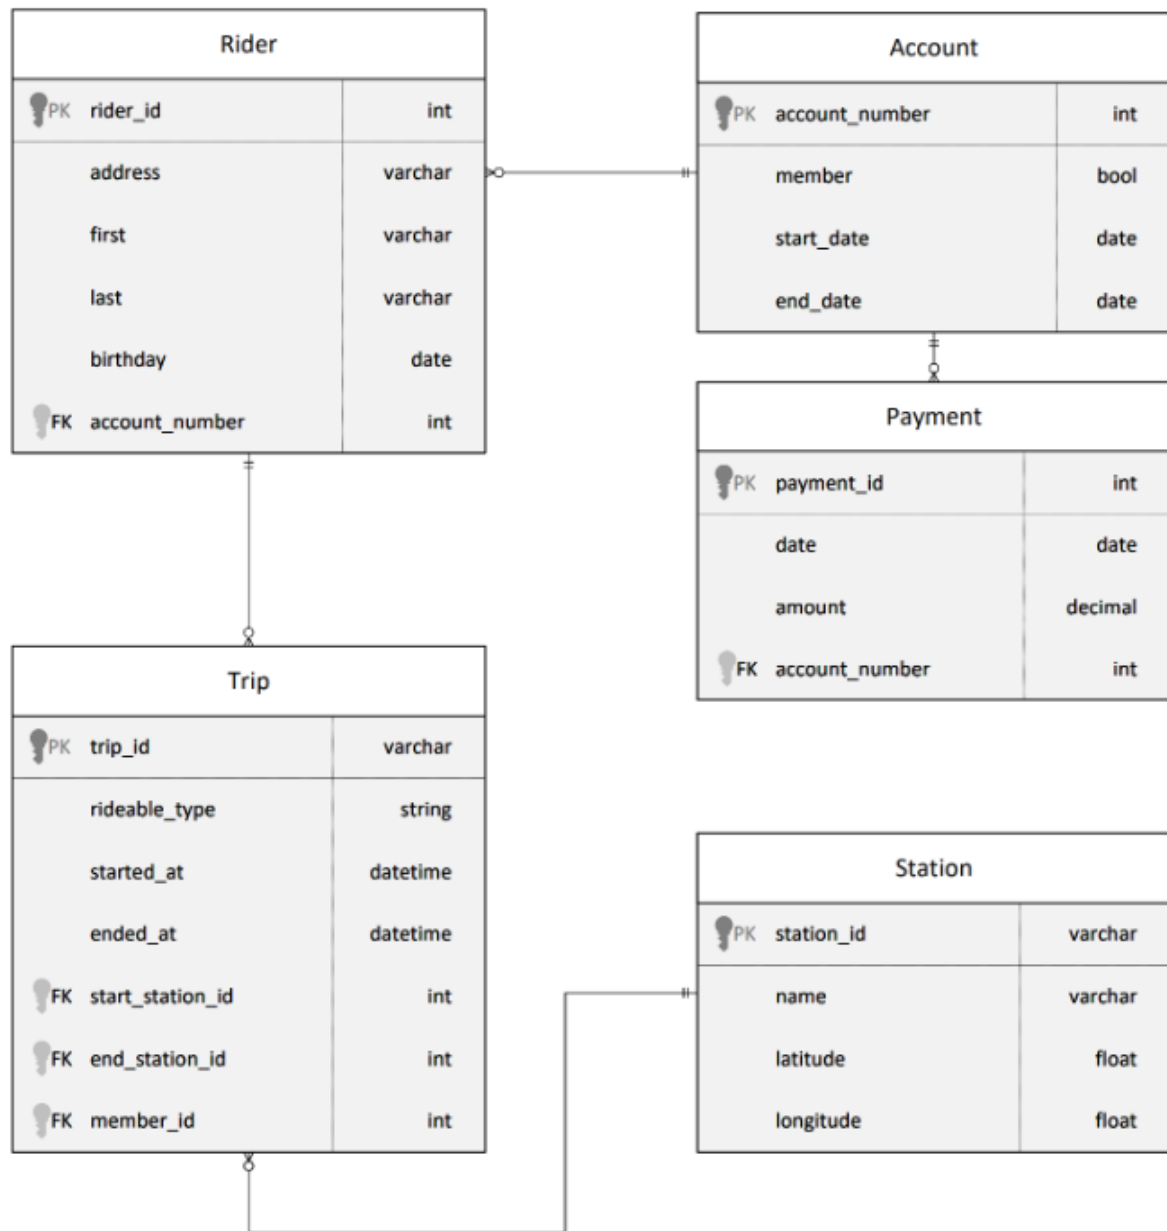 Rider
PK rider_id int
address varchar
first varchar
last varchar
birthday date
FK account_number int
Account
PK account_number int
member bool
start_date date
end_date date
Payment
PK payment_id int
date date
amount decimal
FK account_number int
Trip
PK trip_id varchar
rideable_type string
started_at datetime
ended_at datetime
FK start_station_id int
FK end_station_id int
FK member_id int
Station
PK station_id varchar
name varchar
latitude float
longitude float